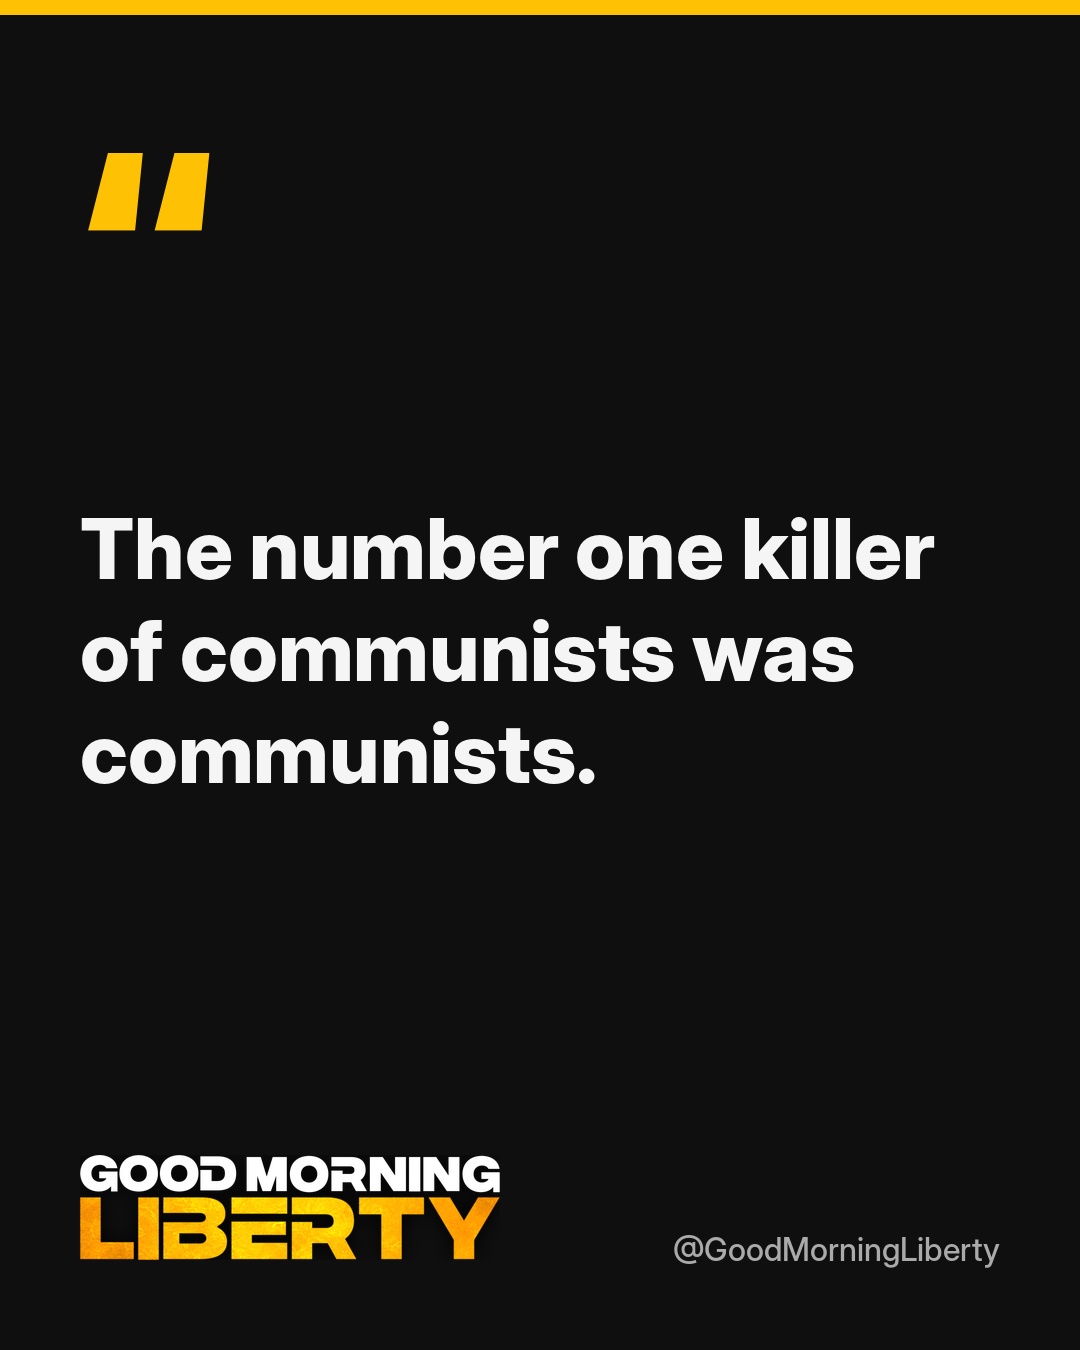 "
The number one killer
of communists was
communists.
GOOD MORNING
LIBERTY
@GoodMorningLiberty